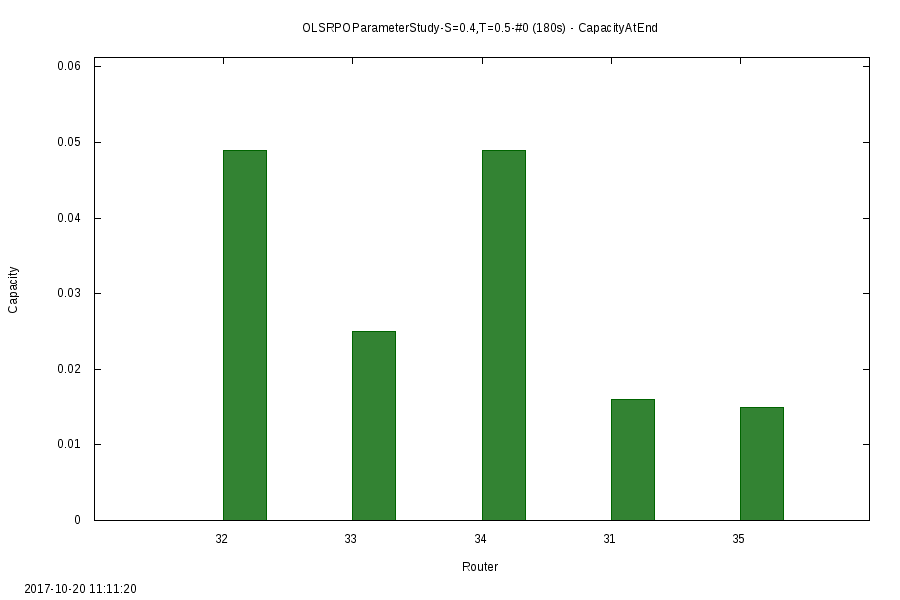 OLSRPOParameterStudy-S=0.4,T=0.5-#0 (180s) - CapacityAtEnd
0.06
0.05
0.04
0.03
0.02
0.01
0
Capacity
32 33 34 31 35
Router
2017-10-20 11:11:20